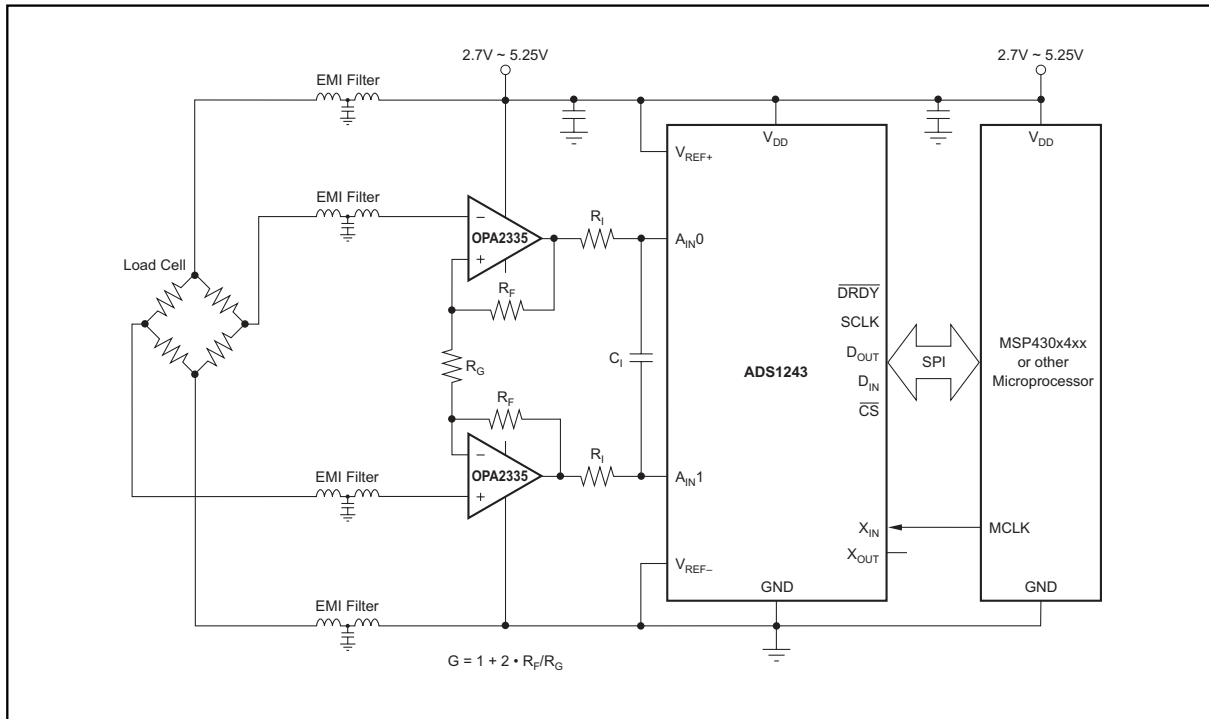 2.7V ~ 5.25V
2.7V ~ 5.25V
EMI Filter
V_DD
V_DD
V_REF+
EMI Filter
R_I
OPA2335
A_IN0
Load Cell
R_F
DRDY
SCLK
D_OUT
D_IN
CS
SPI
MSP430x4xx
or other
Microprocessor
R_G
C_I
ADS1243
R_F
R_I
OPA2335
A_IN1
EMI Filter
X_IN
MCLK
X_OUT
V_REF–
GND
GND
EMI Filter
G = 1 + 2 • R_F/R_G